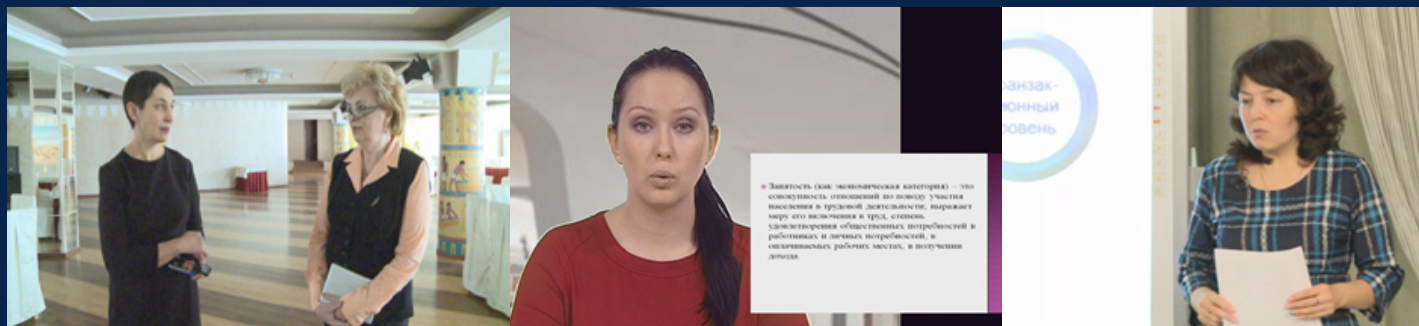 Занятость (как экономическая категория) – это
совокупность отношений по поводу участия
населения в трудовой деятельности; выражает
меру его включения в труд, степень
удовлетворения общественных потребностей в
работниках и личных потребностей, в
оплачиваемых рабочих местах, в получении
дохода.
анзак-
ионный
ровень